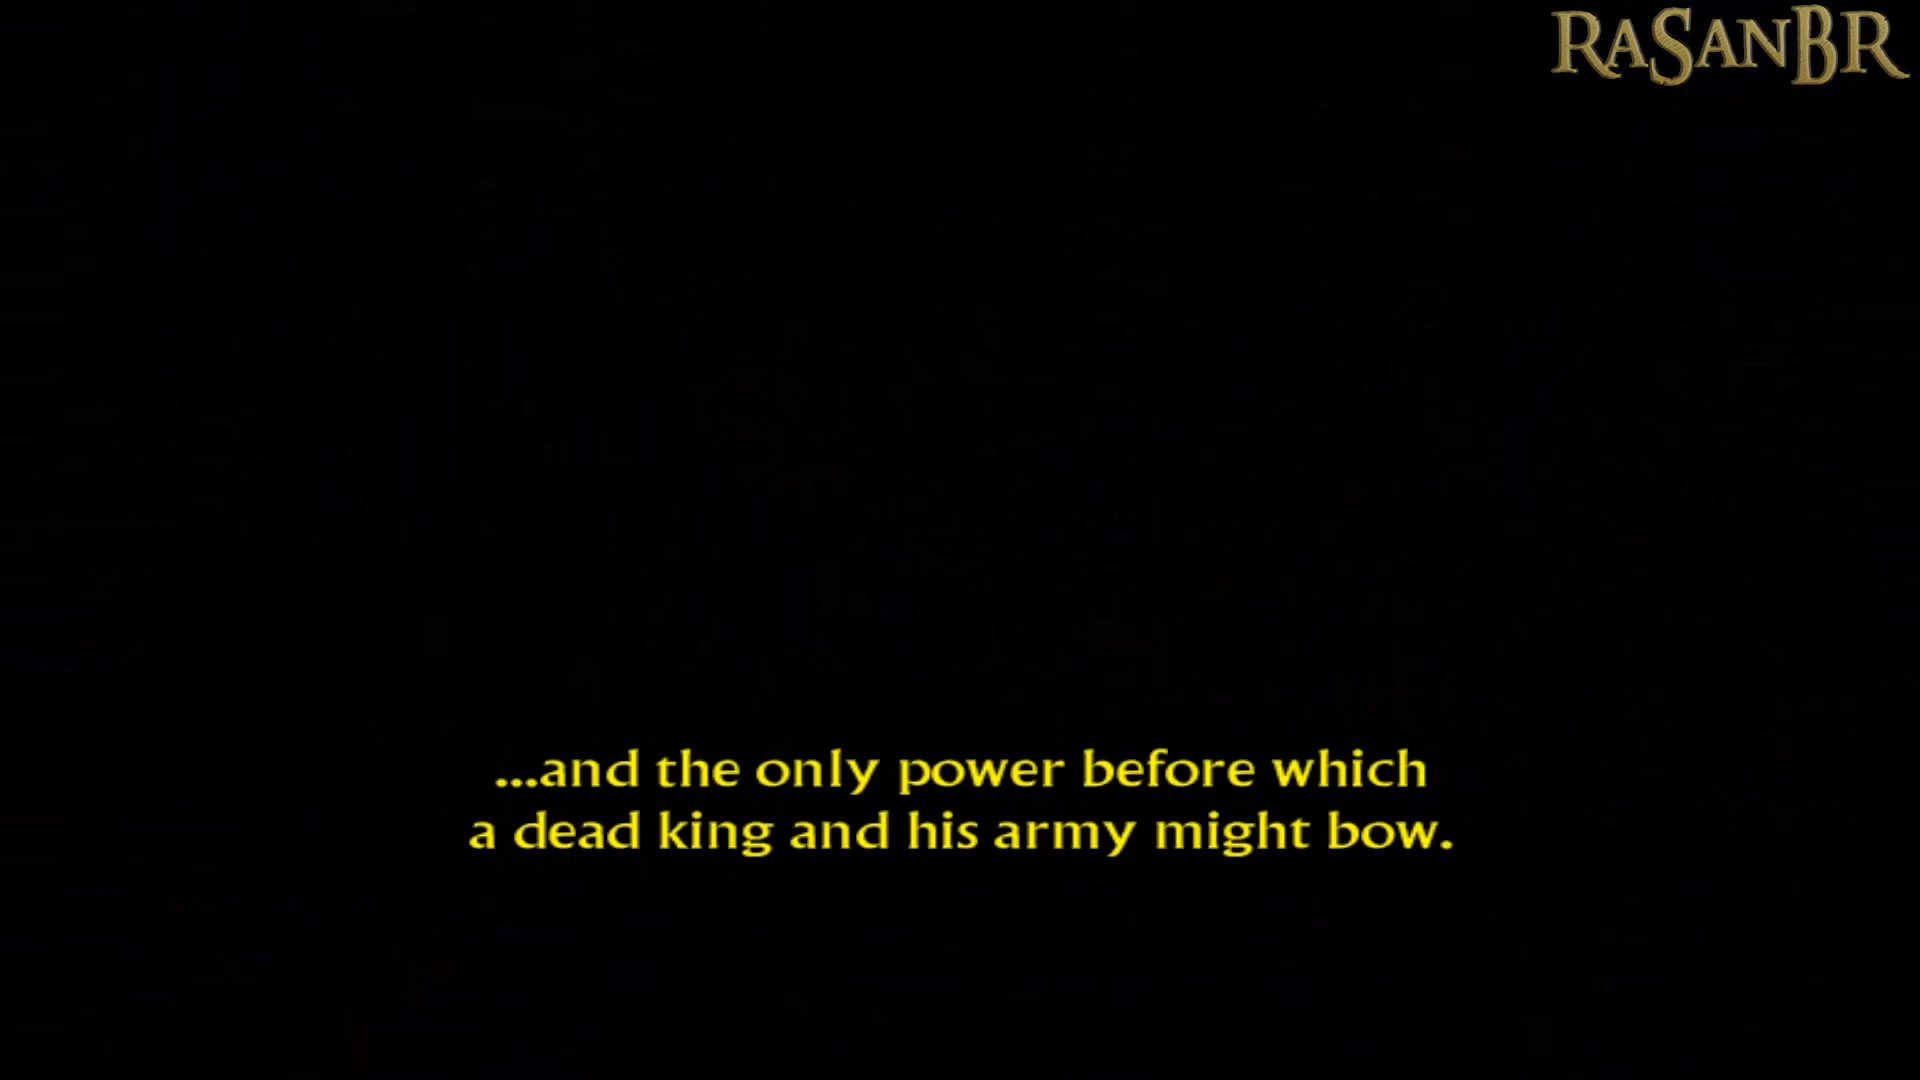 RASANBR
...and the only power before which
a dead king and his army might bow.